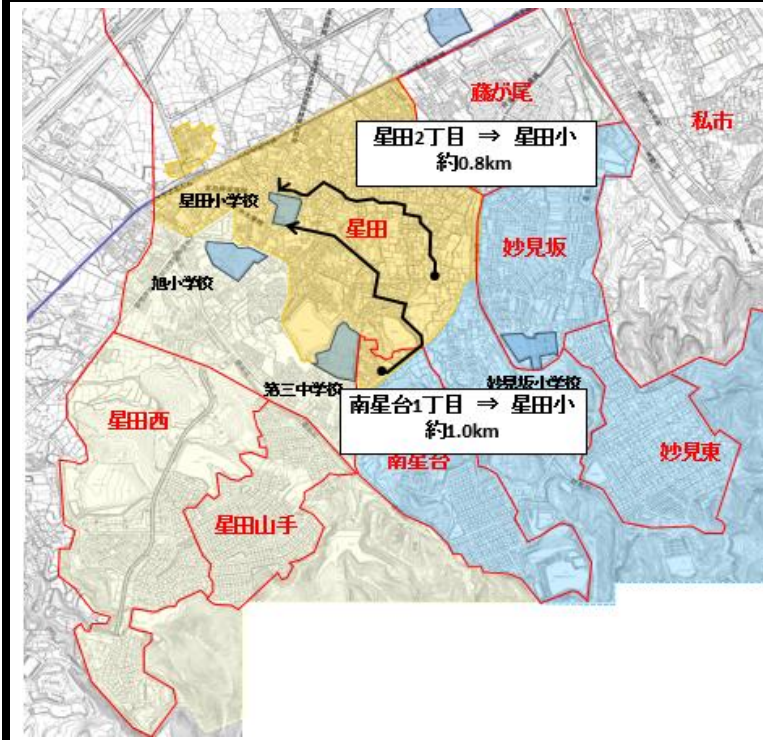 藤が尾
私市
星田2丁目 ⇒ 星田小
約0.8km
星田小学校
星田
妙見坂
旭小学校
第三中学校
妙見坂小学校
星田西
南星台1丁目 ⇒ 星田小
約1.0km
南星台
妙見東
星田山手